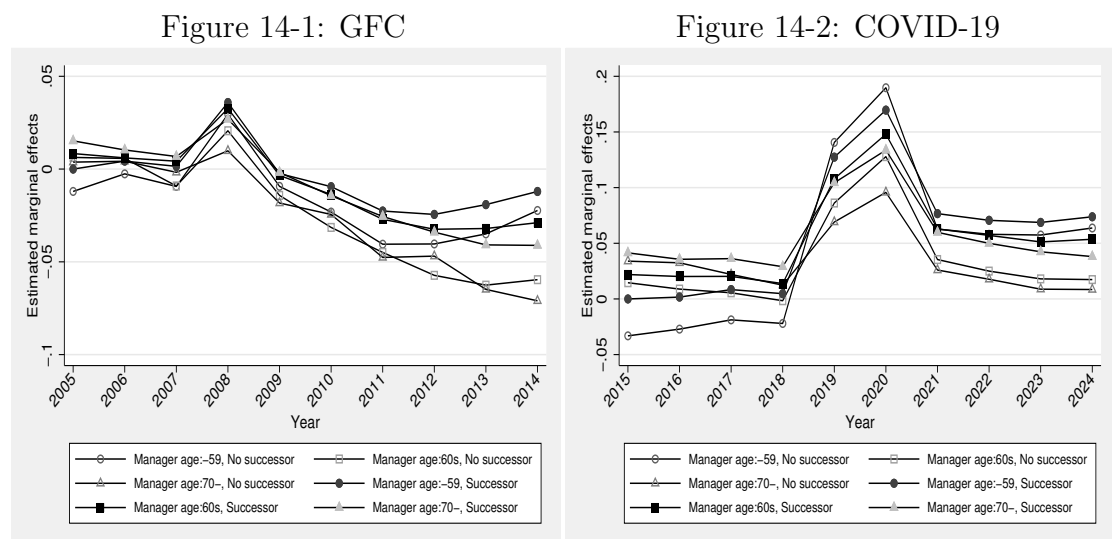 Figure 14-1: GFC
Estimated marginal effects
.05
0
-.05
-.1
2005 2006 2007 2008 2009 2010 2011 2012 2013 2014
Year
Manager age:-59, No successor Manager age:60s, No successor
Manager age:70-, No successor Manager age:-59, Successor
Manager age:60s, Successor Manager age:70-, Successor
Figure 14-2: COVID-19
Estimated marginal effects
.2
.15
.1
.05
0
-.05
2015 2016 2017 2018 2019 2020 2021 2022 2023 2024
Year
Manager age:-59, No successor Manager age:60s, No successor
Manager age:70-, No successor Manager age:-59, Successor
Manager age:60s, Successor Manager age:70-, Successor